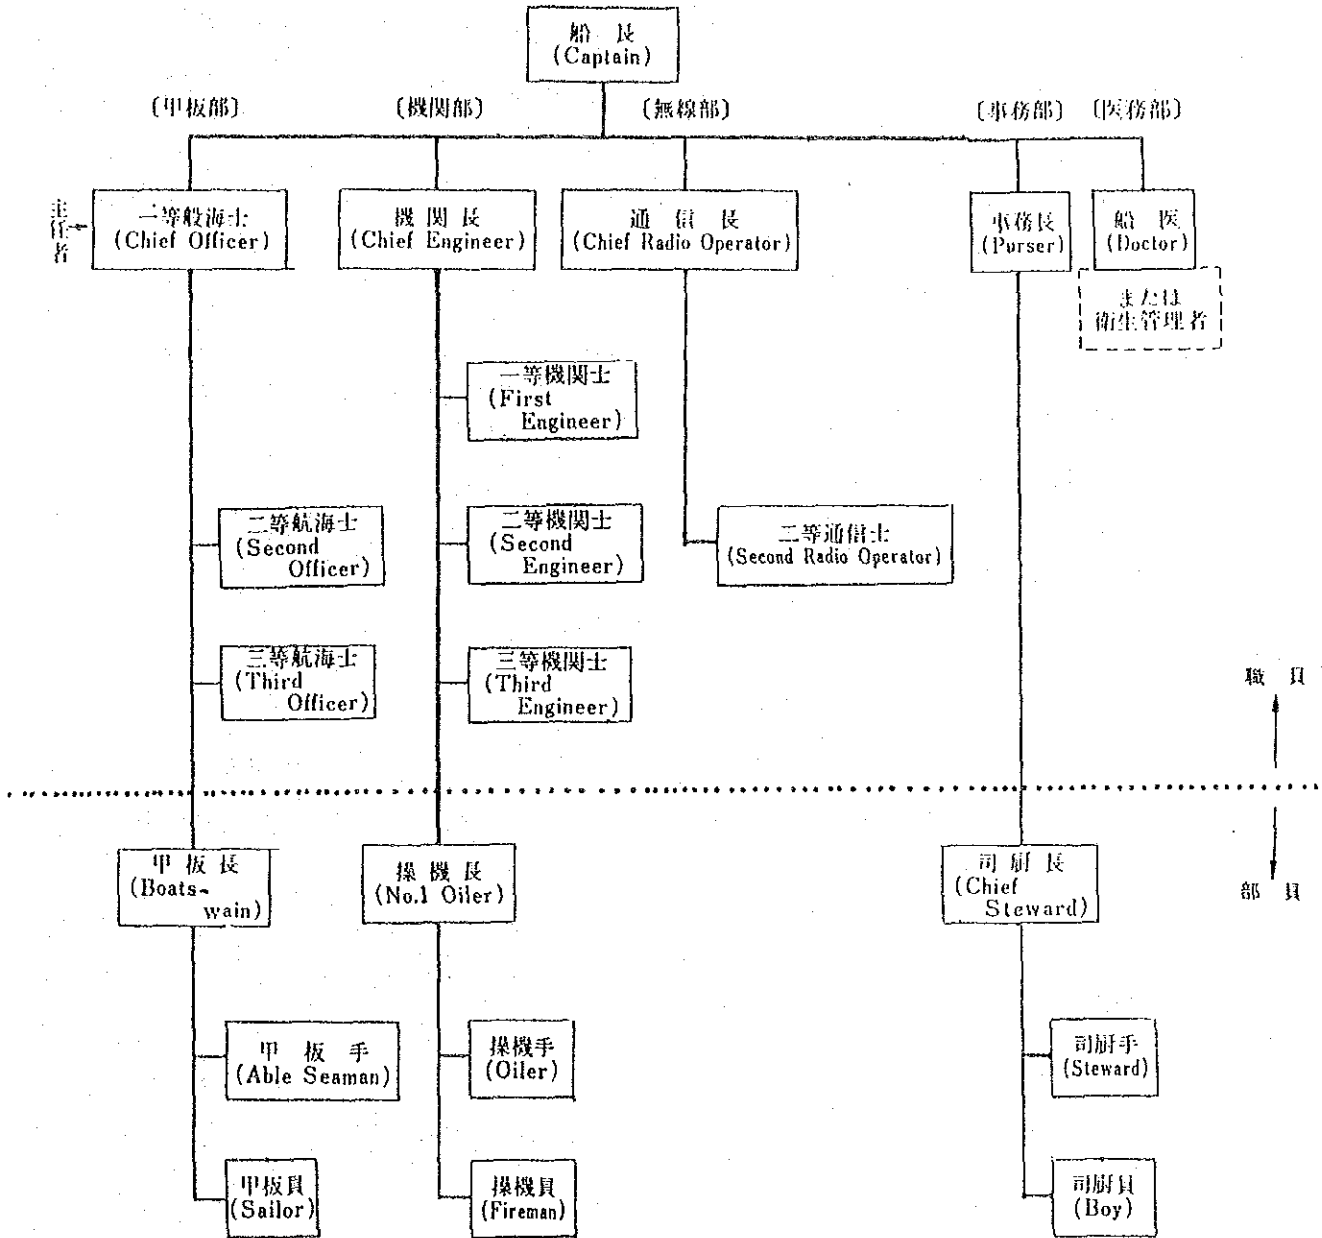 船長
(Captain)
〔甲板部〕
〔機関部〕
〔無線部〕
〔事務部〕
〔医務部〕
主任者
一等般海士
(Chief Officer)
機関長
(Chief Engineer)
通信長
(Chief Radio Operator)
事務長
(Purser)
船医
(Doctor)
または
衛生管理者
一等機関士
(First
Engineer)
二等航海士
(Second
Officer)
二等機関士
(Second
Engineer)
二等通信士
(Second Radio Operator)
三等航海士
(Third
Officer)
三等機関士
(Third
Engineer)
職員
甲板長
(Boats-
wain)
操機長
(No.1 Oiler)
司厨長
(Chief
Steward)
部員
甲板手
(Able Seaman)
操機手
(Oiler)
司厨手
(Steward)
甲板員
(Sailor)
操機員
(Fireman)
司厨員
(Boy)